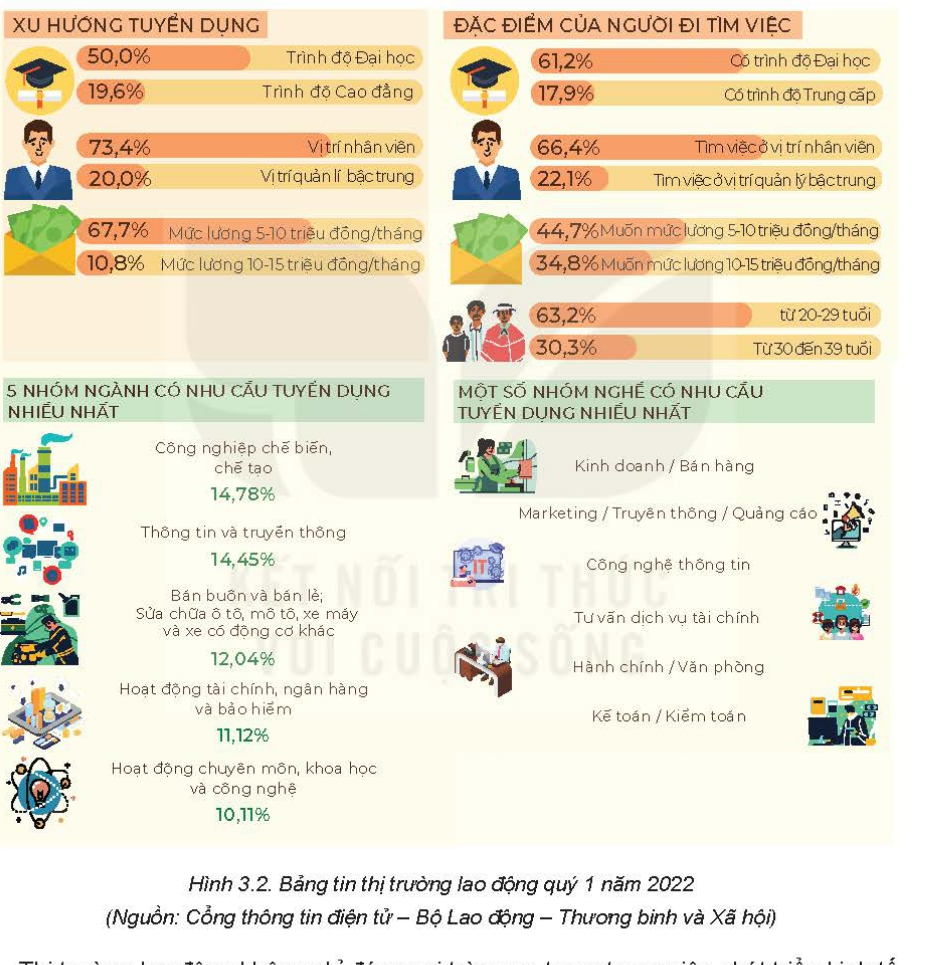 XU HƯỚNG TUYỂN DỤNG
50,0% Trình độ Đại học
19,6% Trình độ Cao đẳng
73,4% Vị trí nhân viên
20,0% Vị trí quản lí bậc trung
67,7% Mức lương 5-10 triệu đồng/tháng
10,8% Mức lương 10-15 triệu đồng/tháng
ĐẶC ĐIỂM CỦA NGƯỜI ĐI TÌM VIỆC
61,2% Có trình độ Đại học
17,9% Có trình độ Trung cấp
66,4% Tìm việc ở vị trí nhân viên
22,1% Tìm việc ở vị trí quản lý bậc trung
44,7% Muốn mức lương 5-10 triệu đồng/tháng
34,8% Muốn mức lương 10-15 triệu đồng/tháng
63,2% từ 20-29 tuổi
30,3% Từ 30 đến 39 tuổi
5 NHÓM NGÀNH CÓ NHU CẦU TUYỂN DỤNG
NHIỀU NHẤT
Công nghiệp chế biến,
chế tạo
14,78%
Thông tin và truyền thông
14,45%
Bán buôn và bán lẻ;
Sửa chữa ô tô, mô tô, xe máy
và xe có động cơ khác
12,04%
Hoạt động tài chính, ngân hàng
và bảo hiểm
11,12%
Hoạt động chuyên môn, khoa học
và công nghệ
10,11%
MỘT SỐ NHÓM NGHỀ CÓ NHU CẦU
TUYỂN DỤNG NHIỀU NHẤT
Kinh doanh / Bán hàng
Marketing / Truyền thông / Quảng cáo
IT
Công nghệ thông tin
Tư vấn dịch vụ tài chính
Hành chính / Văn phòng
Kế toán / Kiểm toán
KẾT NỐI TRI THỨC
VỚI CUỘC SỐNG
Hình 3.2. Bảng tin thị trường lao động quý 1 năm 2022
(Nguồn: Cổng thông tin điện tử – Bộ Lao động – Thương binh và Xã hội)